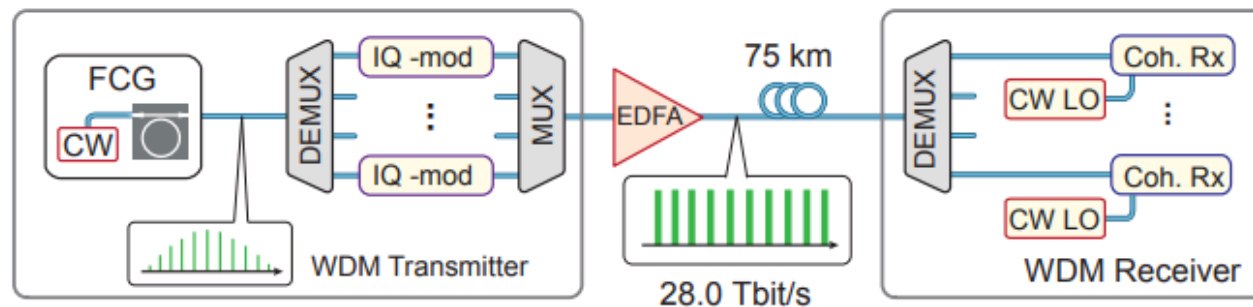 FCG
CW
DEMUX
IQ -mod
IQ -mod
MUX
WDM Transmitter
EDFA
75 km
28.0 Tbit/s
DEMUX
Coh. Rx
CW LO
Coh. Rx
CW LO
WDM Receiver